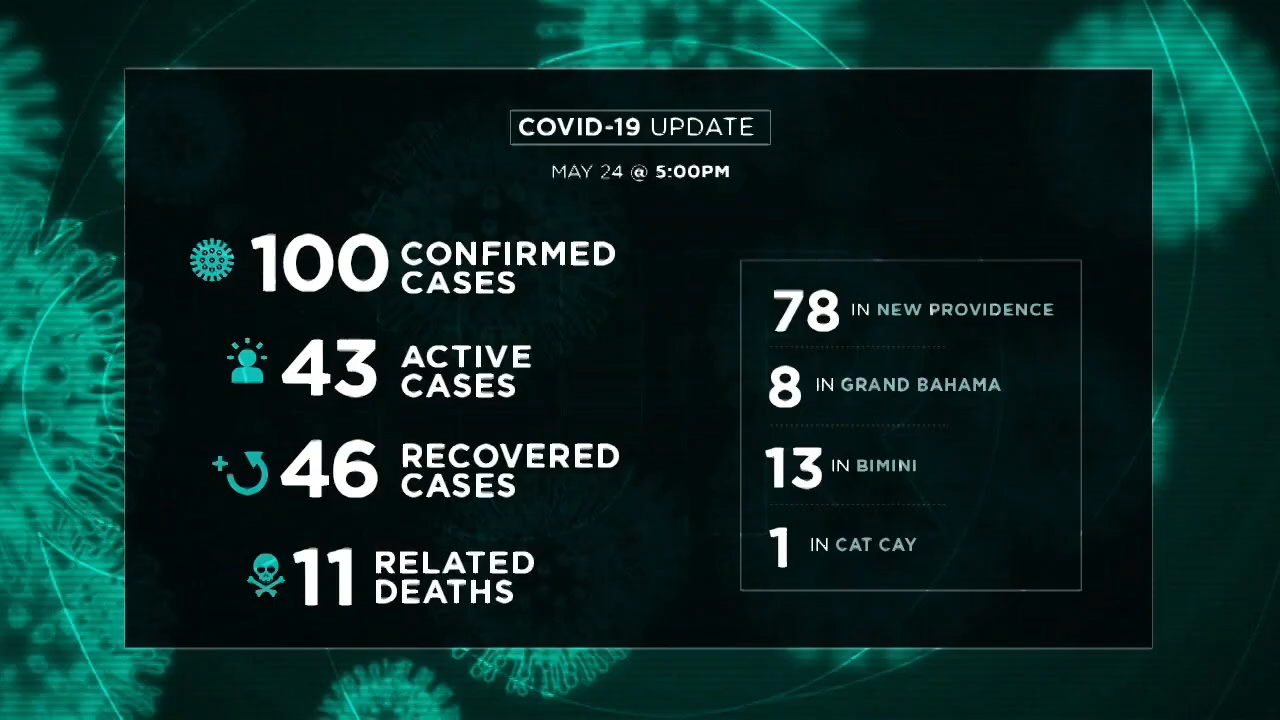 COVID-19 UPDATE
MAY 24 @ 5:00PM
100 CONFIRMED
CASES
43 ACTIVE
CASES
46 RECOVERED
CASES
11 RELATED
DEATHS
78 IN NEW PROVIDENCE
8 IN GRAND BAHAMA
13 IN BIMINI
1 IN CAT CAY